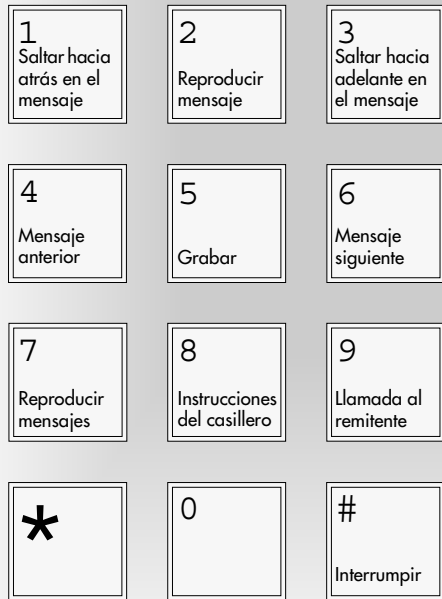 1
Saltar hacia
atrás en el
mensaje
2
Reproducir
mensaje
3
Saltar hacia
adelante en
el mensaje
4
Mensaje
anterior
5
Grabar
6
Mensaje
siguiente
7
Reproducir
mensajes
8
Instrucciones
del casillero
9
Llamada al
remitente
*
0
#
Interrumpir